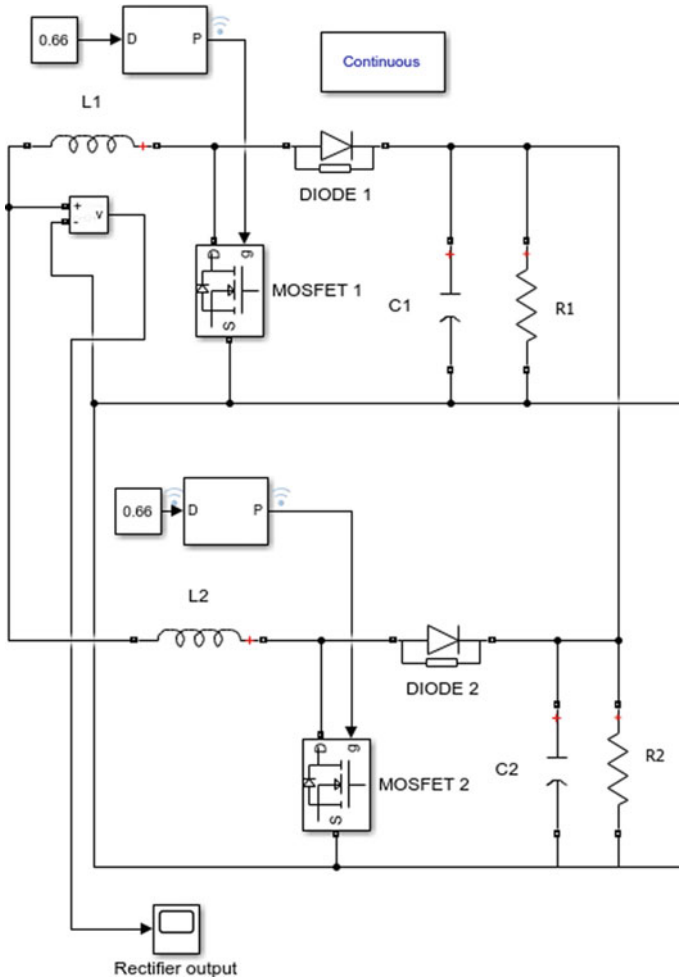 0.66
D
P
Continuous
L1
DIODE 1
+
-
v
D
g
S
MOSFET 1
C1
R1
0.66
D
P
L2
DIODE 2
D
g
S
MOSFET 2
C2
R2
Rectifier output